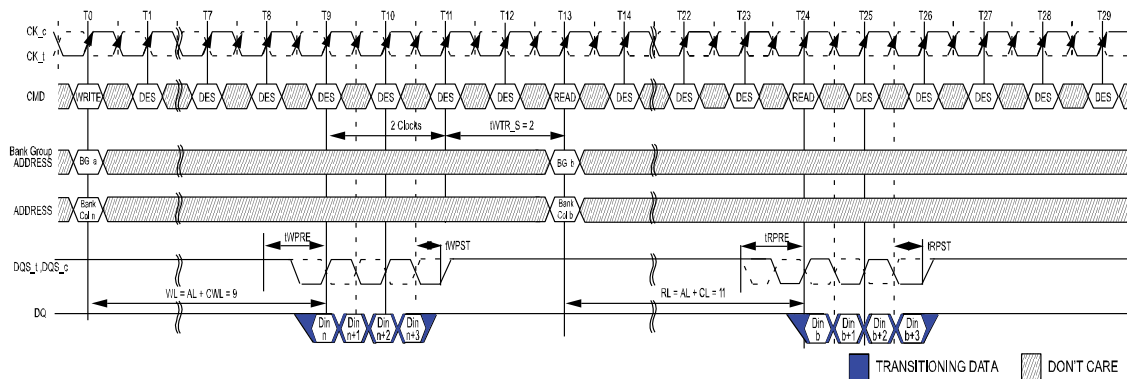 T0 T1 T7 T8 T9 T10 T11 T12 T13 T14 T22 T23 T24 T25 T26 T27 T28 T29
CK_c
CK_t
CMD WRITE DES DES DES DES DES DES DES READ DES DES DES READ DES DES DES DES DES
2 Clocks tWTR_S = 2
Bank Group
ADDRESS BG a BG b
ADDRESS Bank Col n Bank Col b
tWPRE tWPST tRPRE tRPST
DQS_t ,DQS_c
WL = AL + CWL = 9 RL = AL + CL = 11
DQ Din n Din n+1 Din n+2 Din n+3 Din b Din b+1 Din b+2 Din b+3
TRANSITIONING DATA DON'T CARE